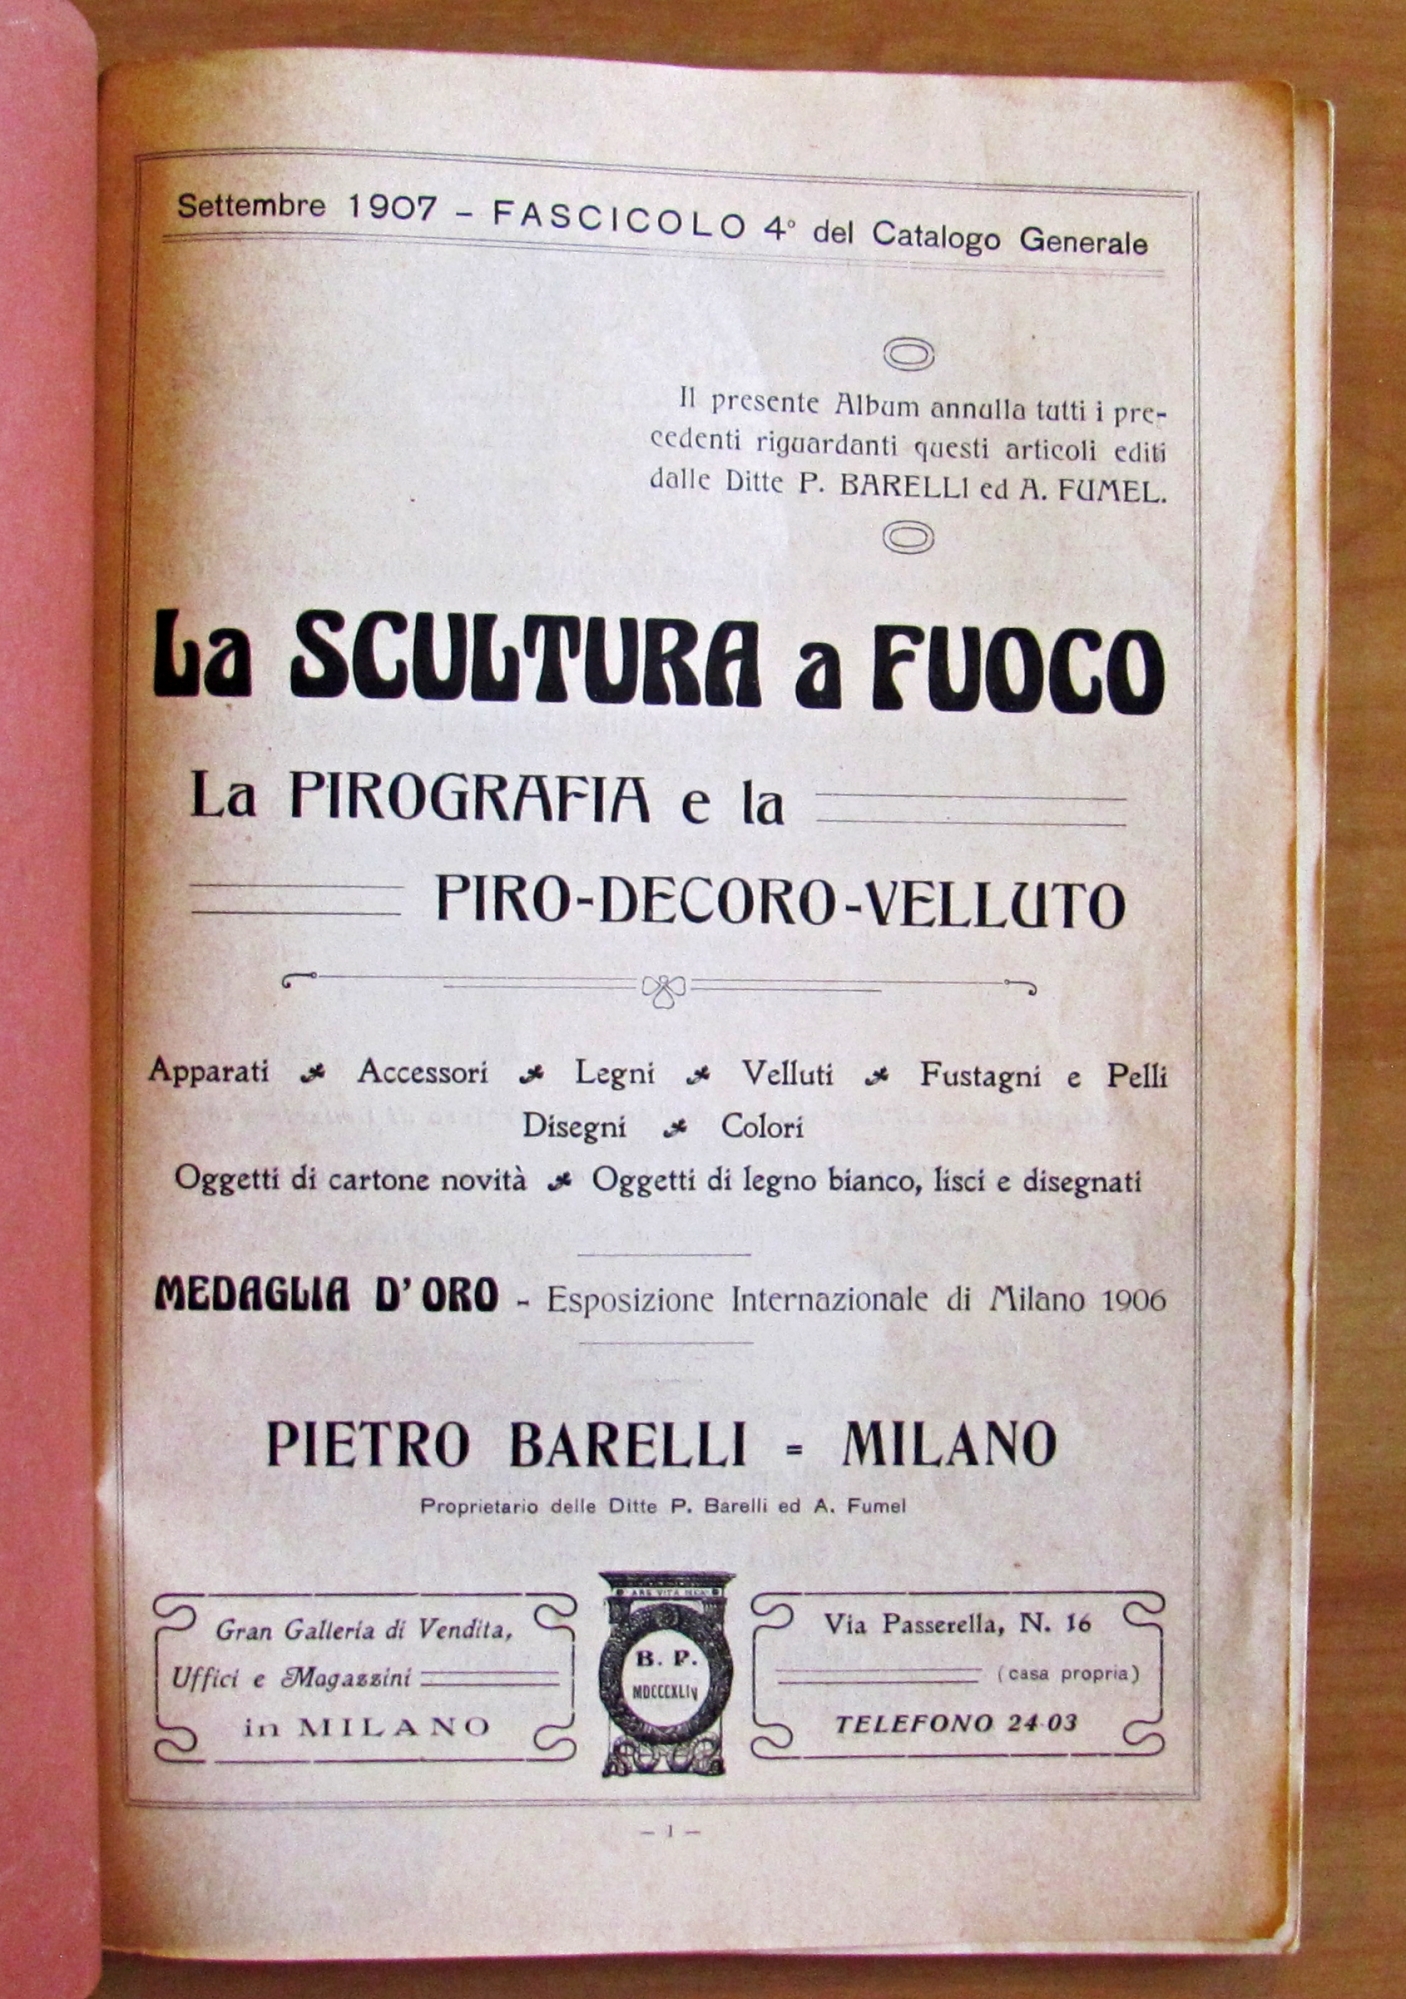 Settembre 1907 – FASCICOLO 4° del Catalogo Generale
Il presente Album annulla tutti i pre-
cedenti riguardanti questi articoli editi
dalle Ditte P. BARELLI ed A. FUMEL.
La SCULTURA a FUOCO
La PIROGRAFIA e la
PIRO-DECORO-VELLUTO
Apparati Accessori Legni Velluti Fustagni e Pelli
Disegni Colori
Oggetti di cartone novità Oggetti di legno bianco, lisci e disegnati
MEDAGLIA D'ORO - Esposizione Internazionale di Milano 1906
PIETRO BARELLI = MILANO
Proprietario delle Ditte P. Barelli ed A. Fumel
Gran Galleria di Vendita,
Uffici e Magazzini
in MILANO
ARS VITA MEA
B. P.
MDCCCXLIV
Via Passerella, N. 16
(casa propria)
TELEFONO 24-03
— 1 —